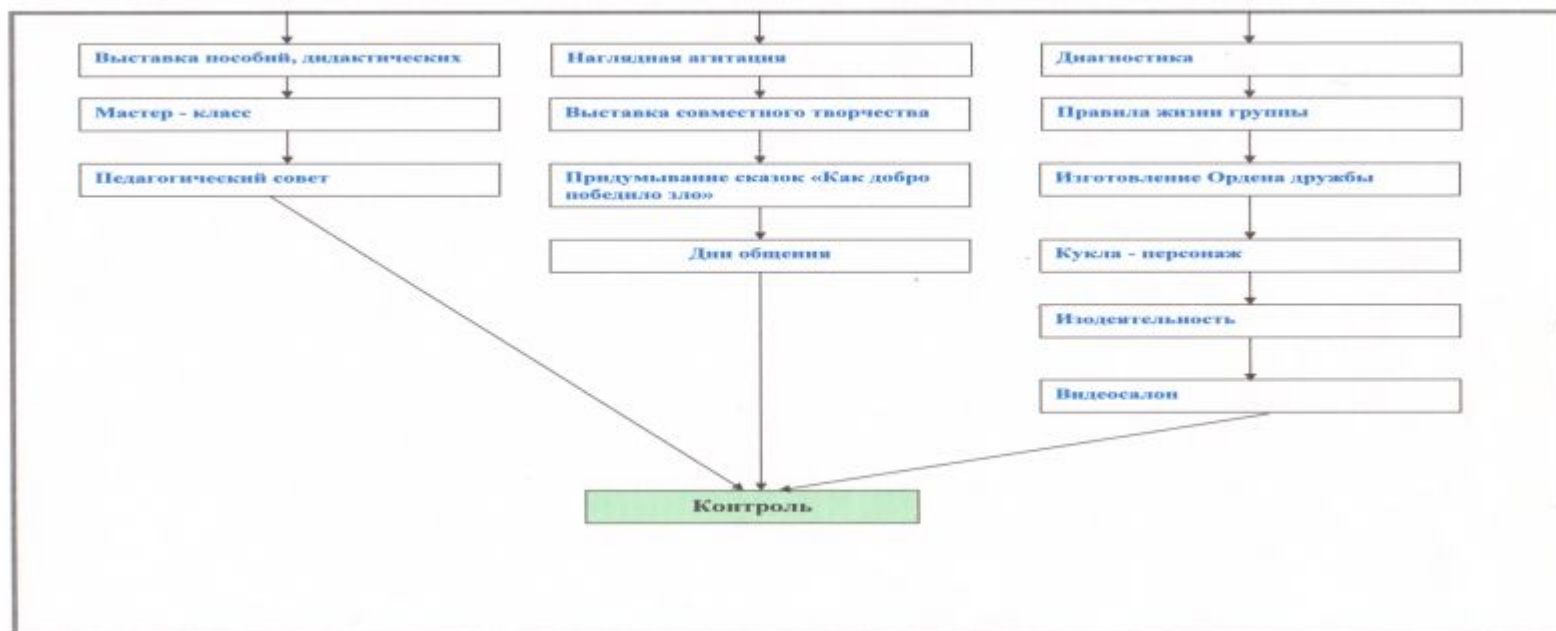 Выставка пособий, дидактических
Мастер - класс
Педагогический совет
Наглядная агитация
Выставка совместного творчества
Придумывание сказок «Как добро
победило зло»
Дни общения
Диагностика
Правила жизни группы
Изготовление Ордена дружбы
Кукла - персонаж
Изодеятельность
Видеосалон
Контроль